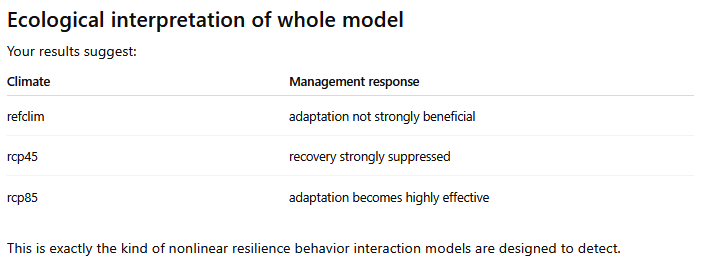 Ecological interpretation of whole model
Your results suggest:
Climate Management response
refclim adaptation not strongly beneficial
rcp45 recovery strongly suppressed
rcp85 adaptation becomes highly effective
This is exactly the kind of nonlinear resilience behavior interaction models are designed to detect.